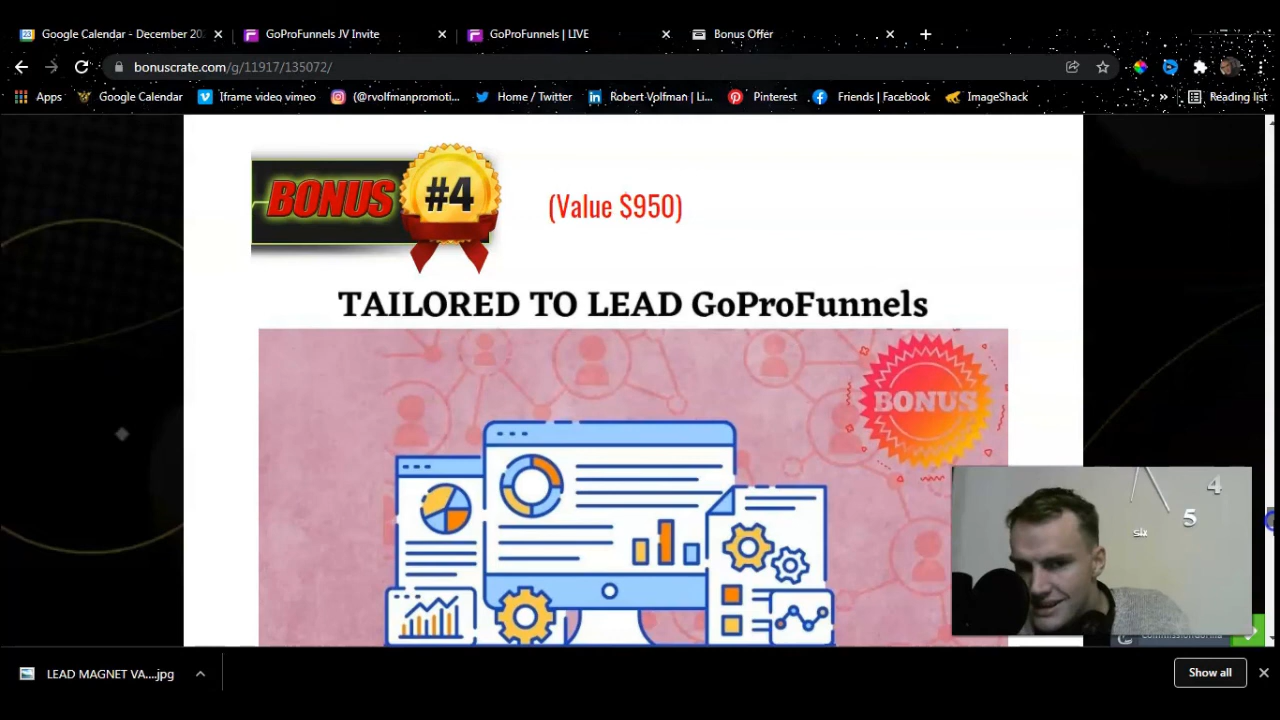 Google Calendar - December 202
GoProFunnels JV Invite
GoProFunnels | LIVE
Bonus Offer
bonuscrate.com/g/11917/135072/
Apps
Google Calendar
Iframe video vimeo
(@rvolfmanpromoti...
Home / Twitter
Robert Volfman | Li...
Pinterest
Friends | Facebook
ImageShack
Reading list
BONUS #4
(Value $950)
TAILORED TO LEAD GoProFunnels
BONUS
4
5
six
LEAD MAGNET VA....jpg
Show all